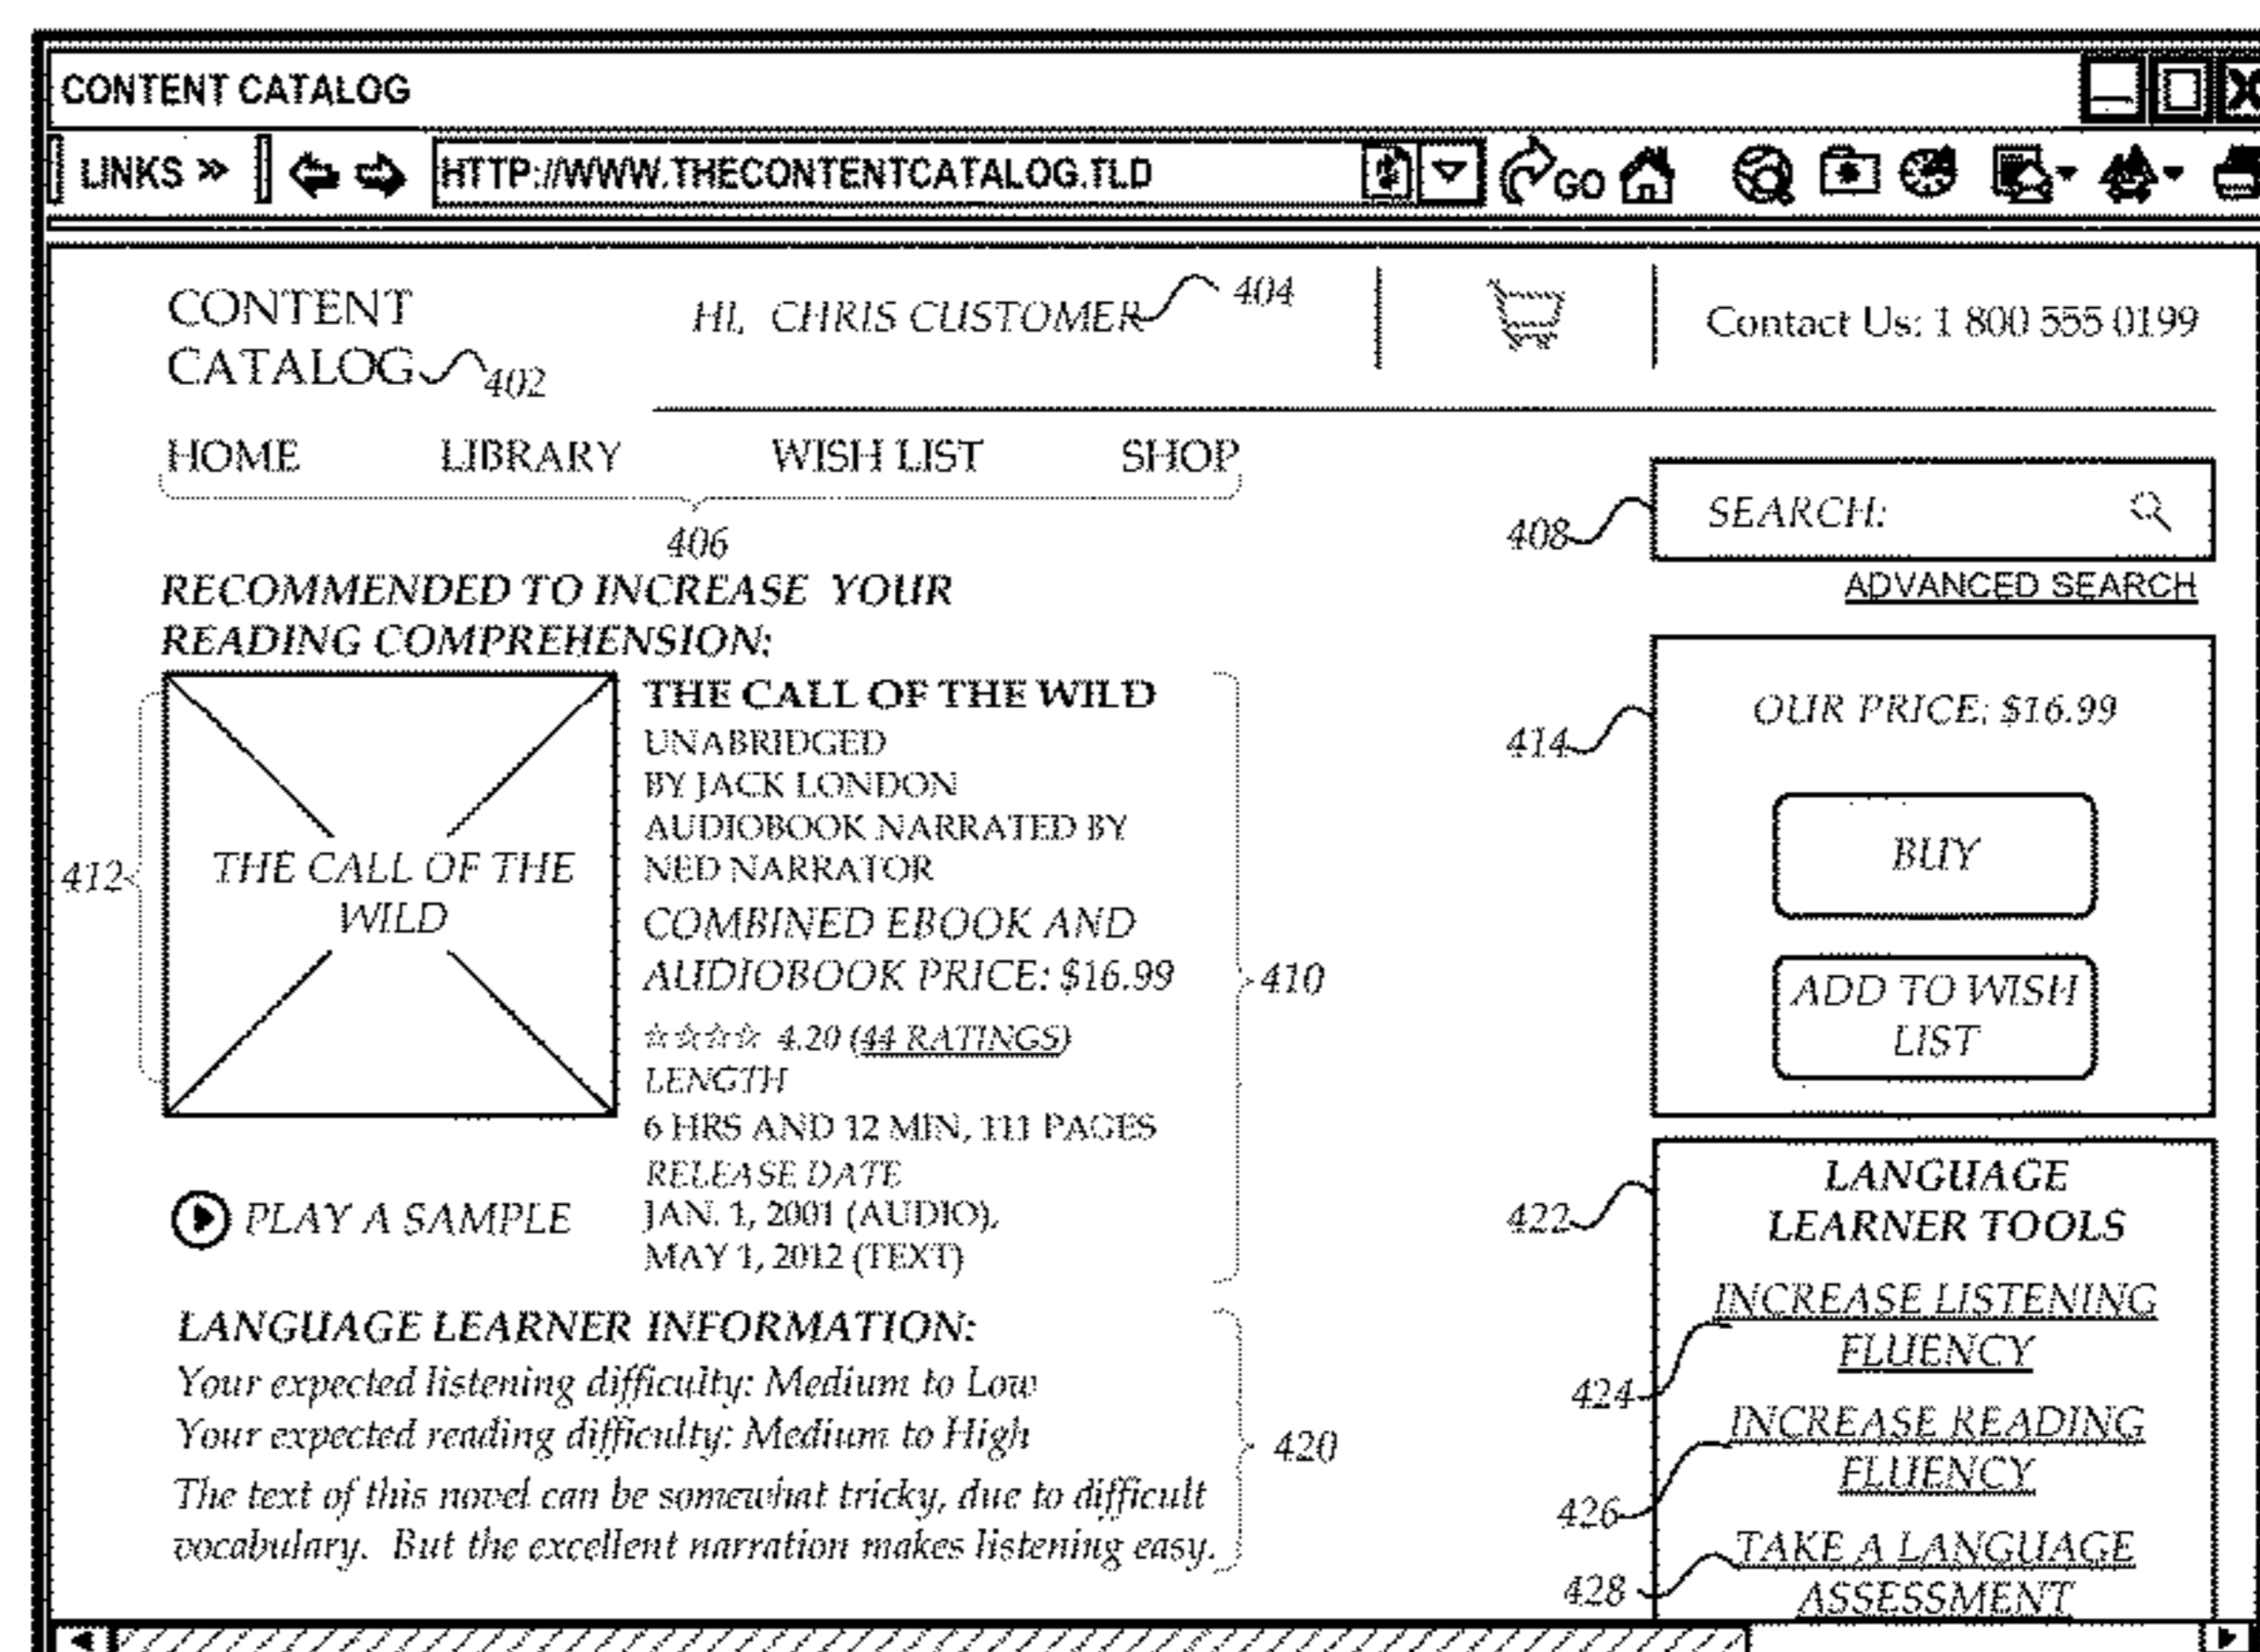 CONTENT CATALOG
LINKS »
HTTP://WWW.THECONTENTCATALOG.TLD
GO
CONTENT
CATALOG
402
HI, CHRIS CUSTOMER
404
Contact Us: 1 800 555 0199
HOME LIBRARY WISH LIST SHOP
406
408
SEARCH:
ADVANCED SEARCH
RECOMMENDED TO INCREASE YOUR
READING COMPREHENSION:
412
THE CALL OF THE
WILD
PLAY A SAMPLE
THE CALL OF THE WILD
UNABRIDGED
BY JACK LONDON
AUDIOBOOK NARRATED BY
NED NARRATOR
COMBINED EBOOK AND
AUDIOBOOK PRICE: $16.99
☆☆☆☆ 4.20 (44 RATINGS)
LENGTH
6 HRS AND 12 MIN, 111 PAGES
RELEASE DATE
JAN. 1, 2001 (AUDIO),
MAY 1, 2012 (TEXT)
410
414
OUR PRICE: $16.99
BUY
ADD TO WISH
LIST
LANGUAGE LEARNER INFORMATION:
Your expected listening difficulty: Medium to Low
Your expected reading difficulty: Medium to High
The text of this novel can be somewhat tricky, due to difficult
vocabulary. But the excellent narration makes listening easy.
420
422
LANGUAGE
LEARNER TOOLS
INCREASE LISTENING
FLUENCY
424
INCREASE READING
FLUENCY
426
TAKE A LANGUAGE
ASSESSMENT
428